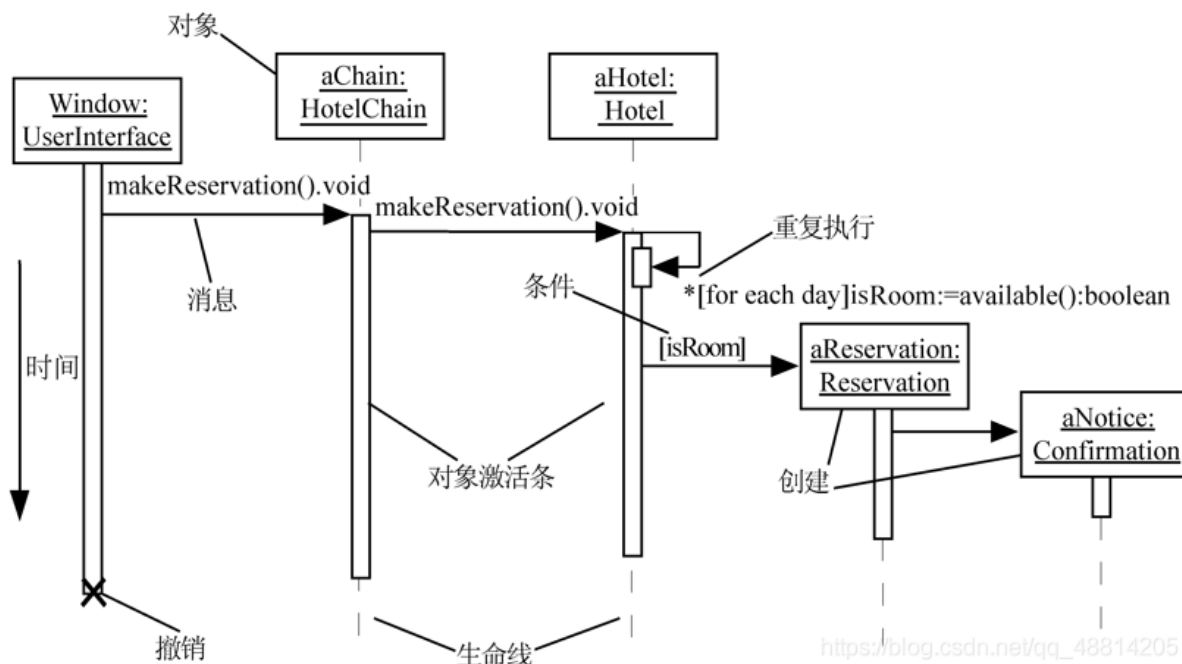 对象
aChain:
HotelChain
aHotel:
Hotel
Window:
UserInterface
makeReservation().void
makeReservation().void
重复执行
消息
条件
*[for each day]isRoom:=available():boolean
[isRoom]
aReservation:
Reservation
时间
aNotice:
Confirmation
对象激活条
创建
撤销
生命线
https://blog.csdn.net/qq_48814205